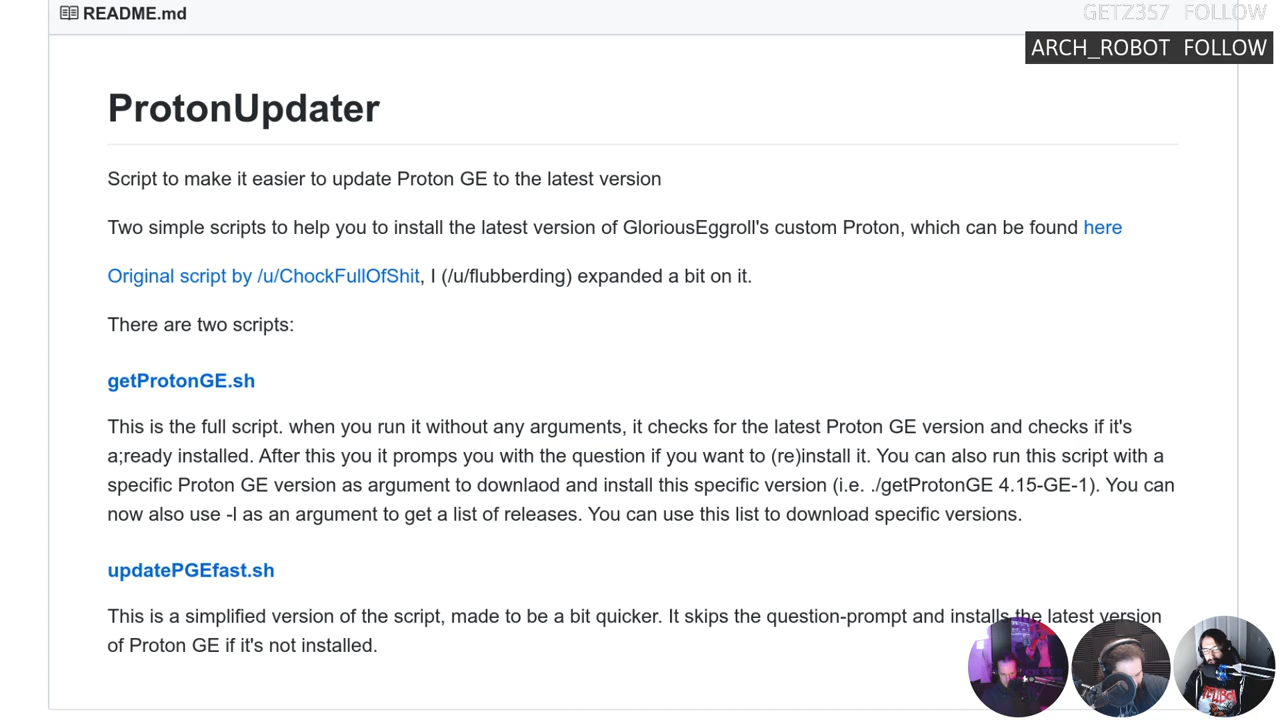 README.md
GETZ357 FOLLOW
ARCH_ROBOT FOLLOW
ProtonUpdater
Script to make it easier to update Proton GE to the latest version
Two simple scripts to help you to install the latest version of GloriousEggroll's custom Proton, which can be found here
Original script by /u/ChockFullOfShit, I (/u/flubberding) expanded a bit on it.
There are two scripts:
getProtonGE.sh
This is the full script. when you run it without any arguments, it checks for the latest Proton GE version and checks if it's
a;ready installed. After this you it promps you with the question if you want to (re)install it. You can also run this script with a
specific Proton GE version as argument to downlaod and install this specific version (i.e. ./getProtonGE 4.15-GE-1). You can
now also use -l as an argument to get a list of releases. You can use this list to download specific versions.
updatePGEfast.sh
This is a simplified version of the script, made to be a bit quicker. It skips the question-prompt and installs the latest version
of Proton GE if it's not installed.